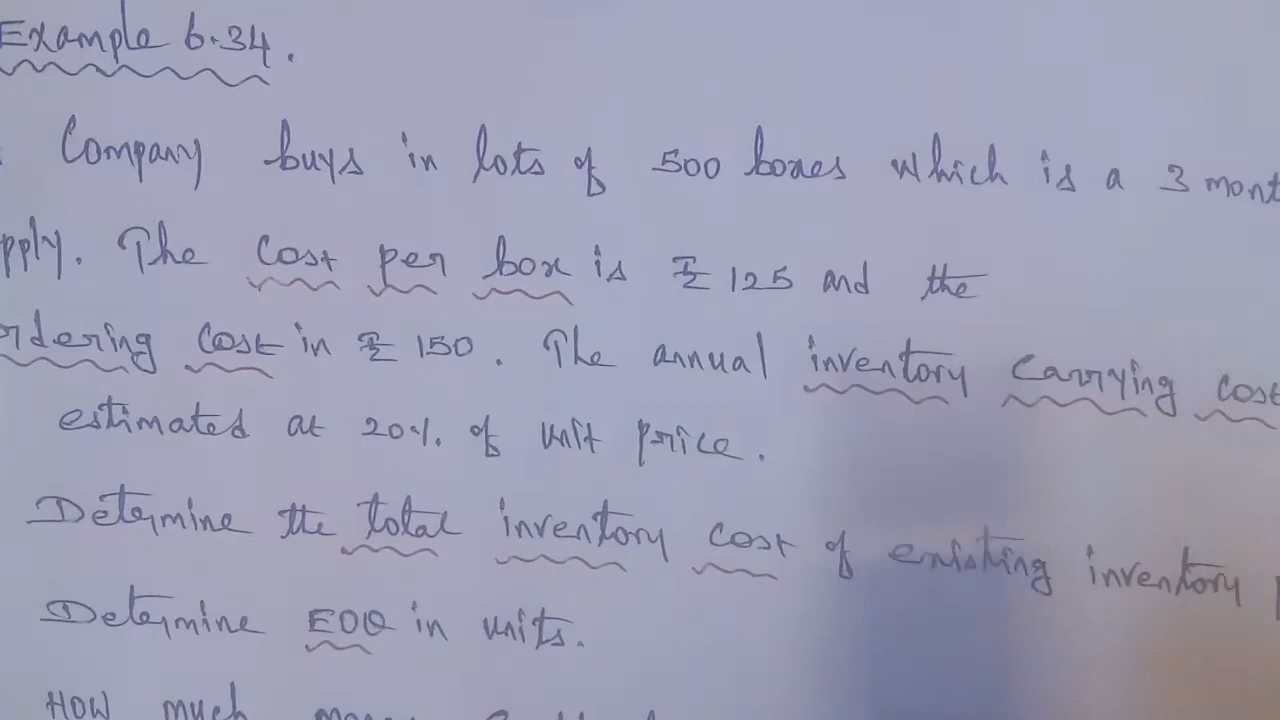 Example 6.34.
Company buys in lots of 500 boxes which is a 3 mont
pply. The cost per box is ₹ 125 and the
rdering cost in ₹ 150. The annual inventory carrying cost
estimated at 20% of unit price.
Determine the total inventory cost of existing inventory
Determine EOQ in units.
How much